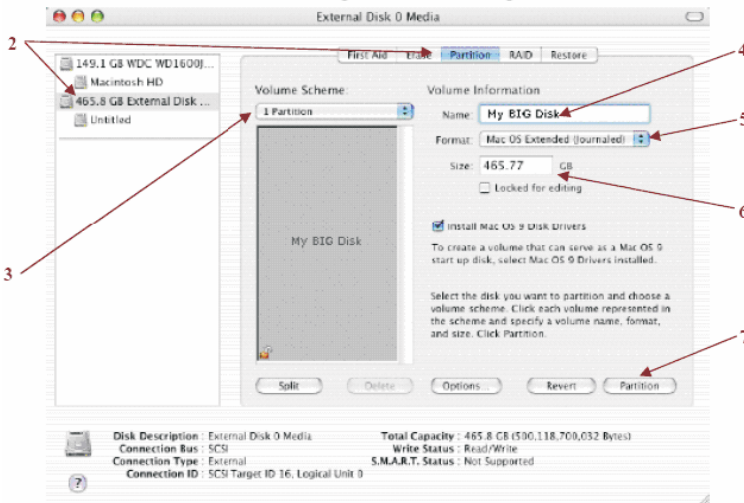 External Disk 0 Media
2
First Aid Erase Partition RAID Restore
4
149.1 GB WDC WD1600J...
Macintosh HD
465.8 GB External Disk ...
Untitled
Volume Scheme:
1 Partition
My BIG Disk
Volume Information
Name: My BIG Disk
Format: Mac OS Extended (Journaled)
5
Size: 465.77 GB
Locked for editing
6
Install Mac OS 9 Disk Drivers
To create a volume that can serve as a Mac OS 9
start up disk, select Mac OS 9 Drivers installed.
3
Select the disk you want to partition and choose a
volume scheme. Click each volume represented in
the scheme and specify a volume name, format,
and size. Click Partition.
7
Split Delete Options... Revert Partition
Disk Description : External Disk 0 Media
Connection Bus : SCSI
Connection Type : External
Connection ID : SCSI Target ID 16, Logical Unit 0
Total Capacity : 465.8 GB (500,118,700,032 Bytes)
Write Status : Read/Write
S.M.A.R.T. Status : Not Supported
?